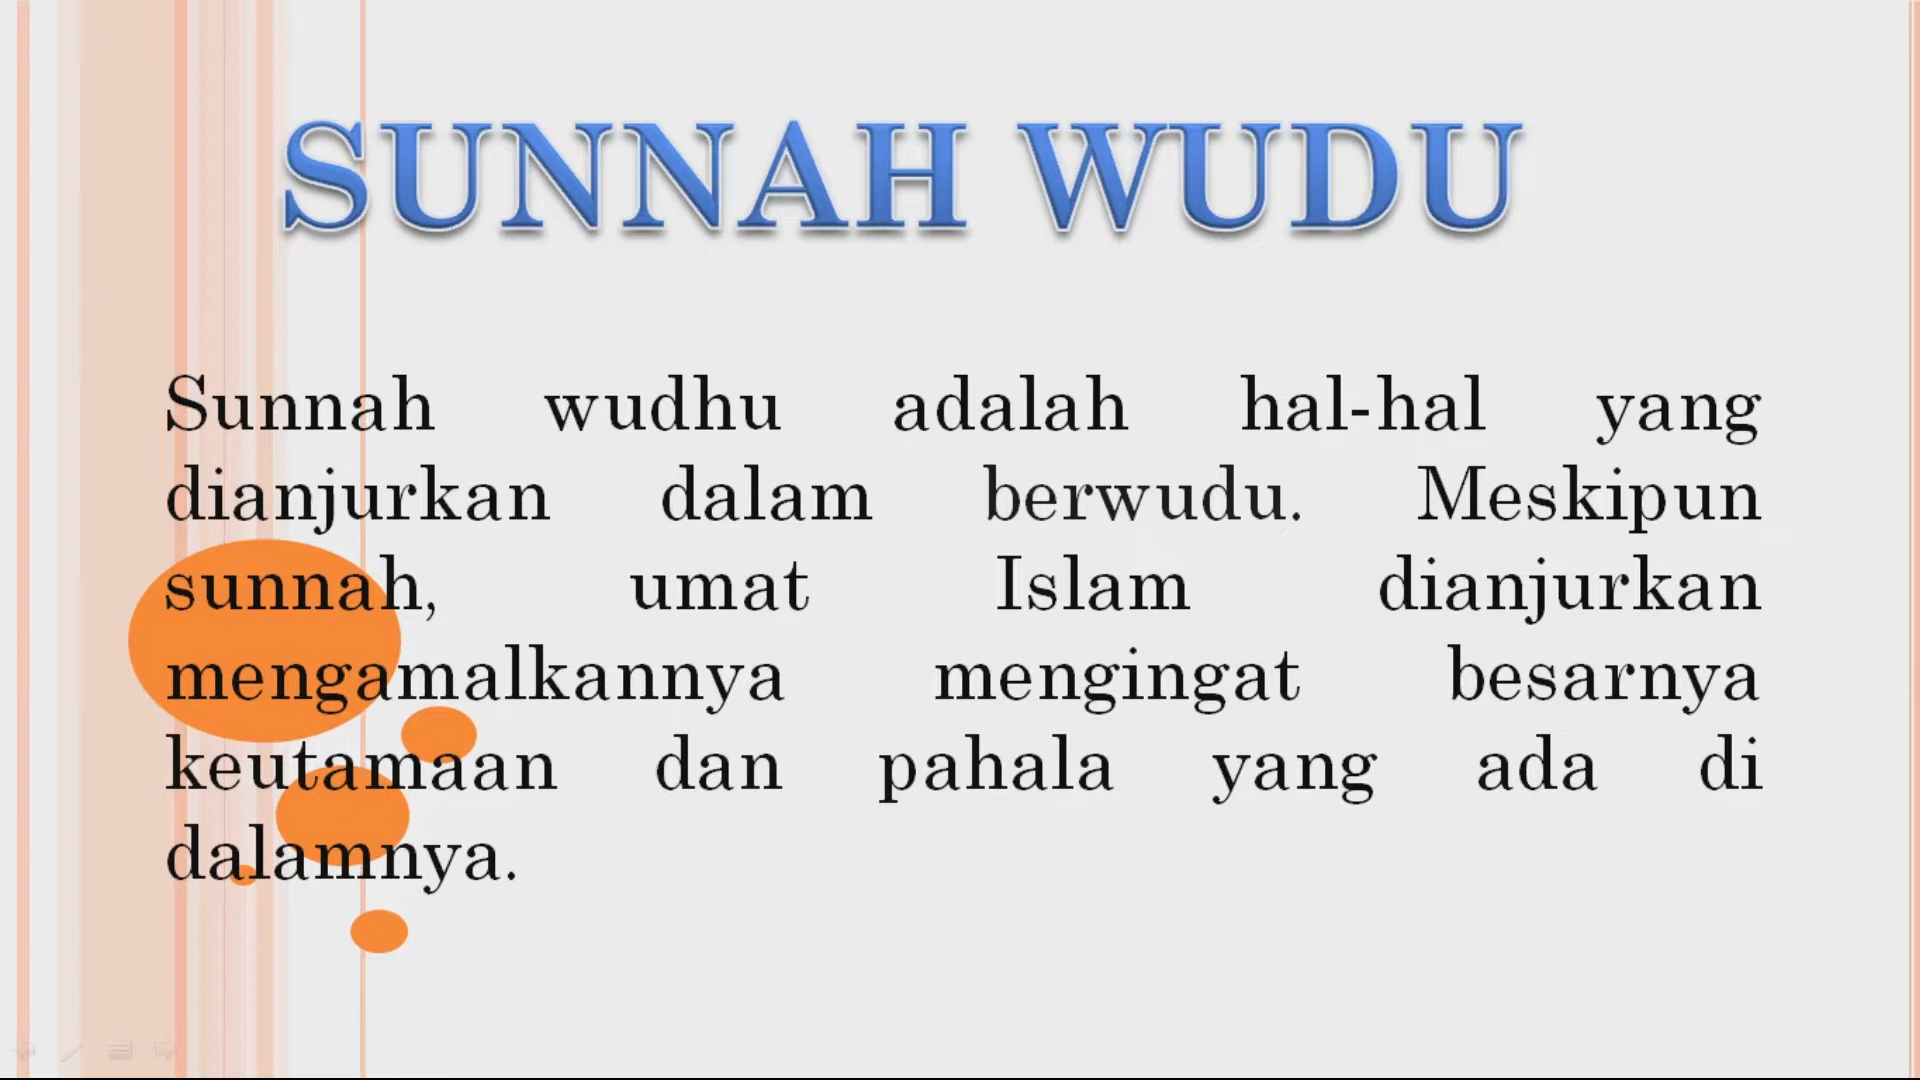 SUNNAH WUDU
Sunnah wudhu adalah hal-hal yang
dianjurkan dalam berwudu. Meskipun
sunnah, umat Islam dianjurkan
mengamalkannya mengingat besarnya
keutamaan dan pahala yang ada di
dalamnya.